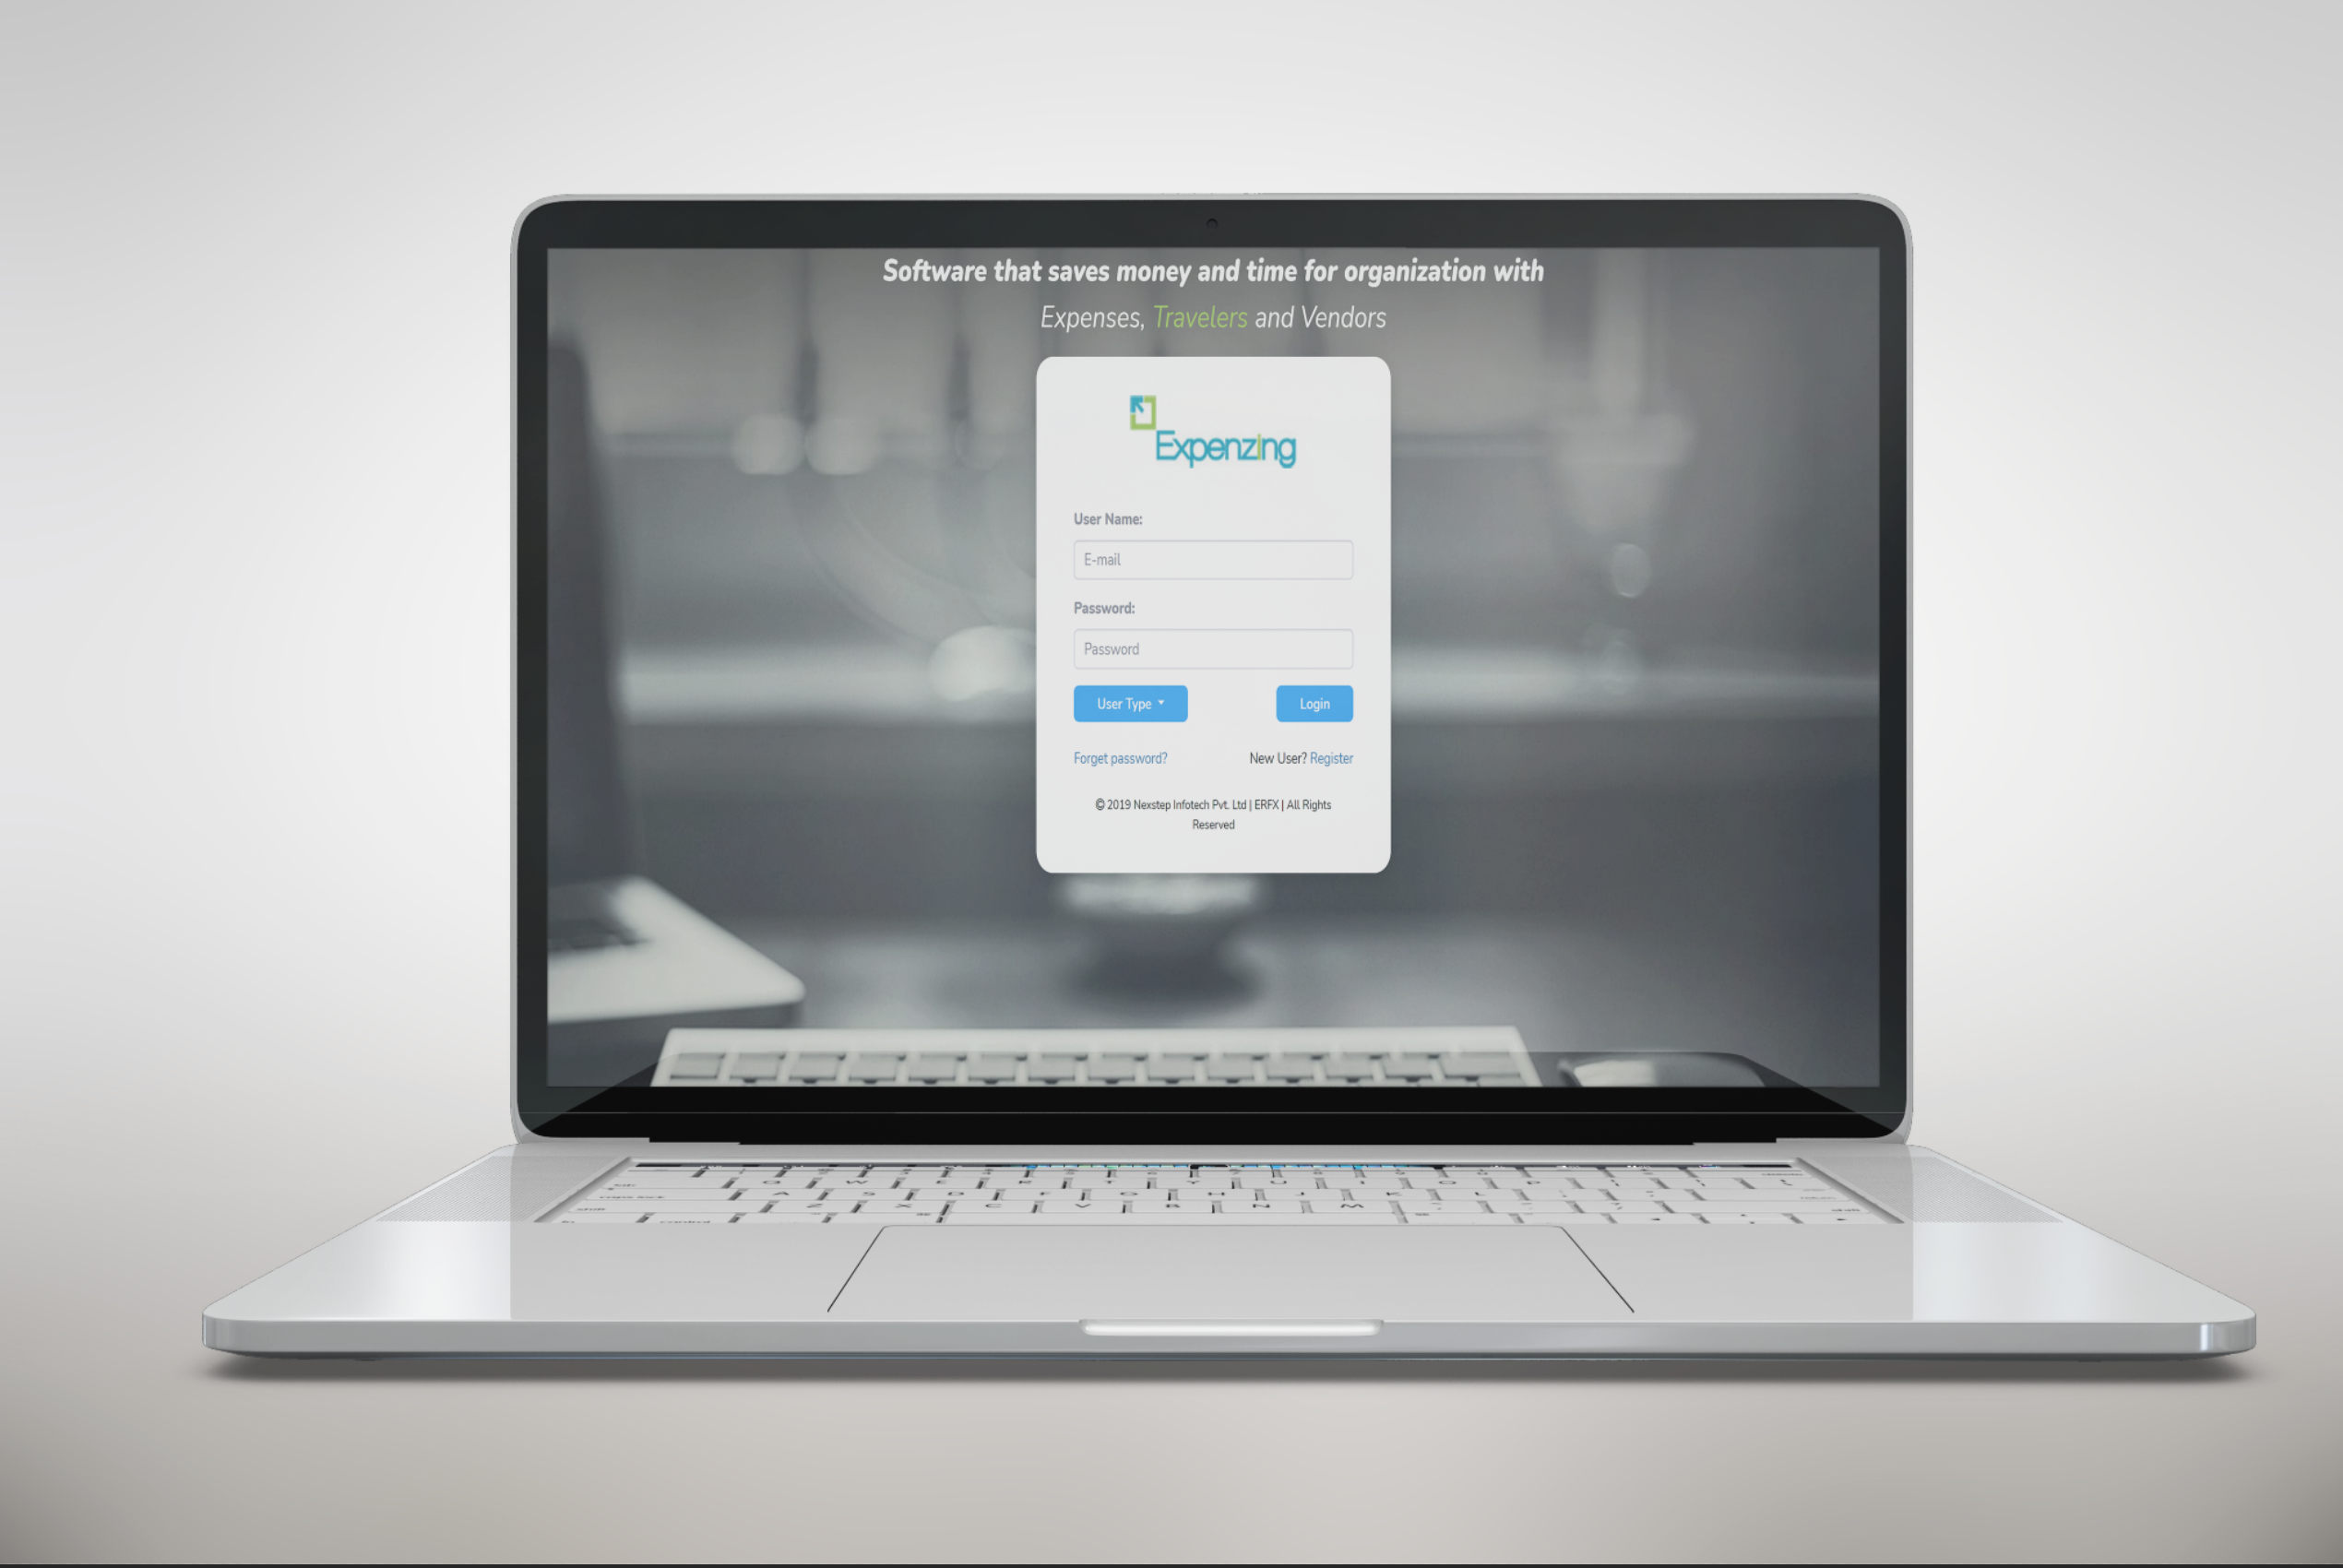 Software that saves money and time for organization with
Expenses, Travelers and Vendors
Expenzing
User Name:
E-mail
Password:
Password
User Type
Login
Forget password?
New User? Register
© 2019 Nexstep Infotech Pvt. Ltd | ERFX | All Rights
Reserved